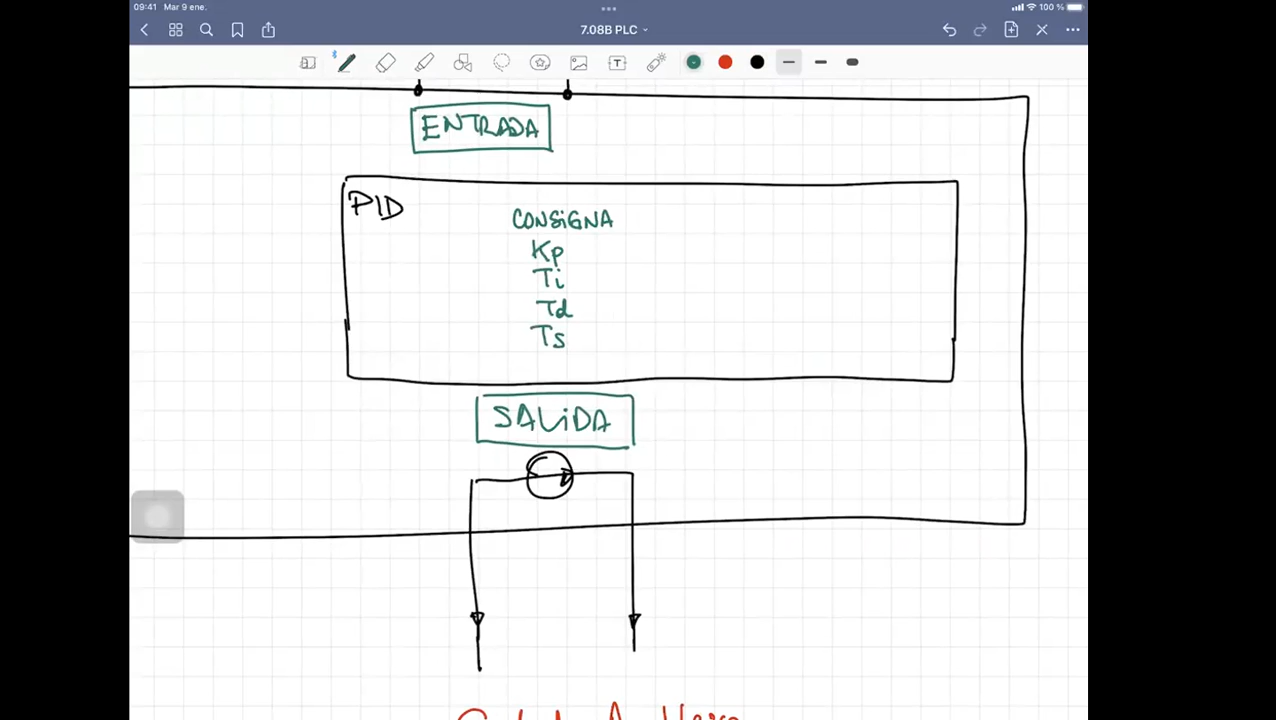 09:41 Mar 9 ene.
100 %
7.08B PLC
T
ENTRADA
PID
CONSIGNA
Kp
Ti
Td
Ts
SALIDA